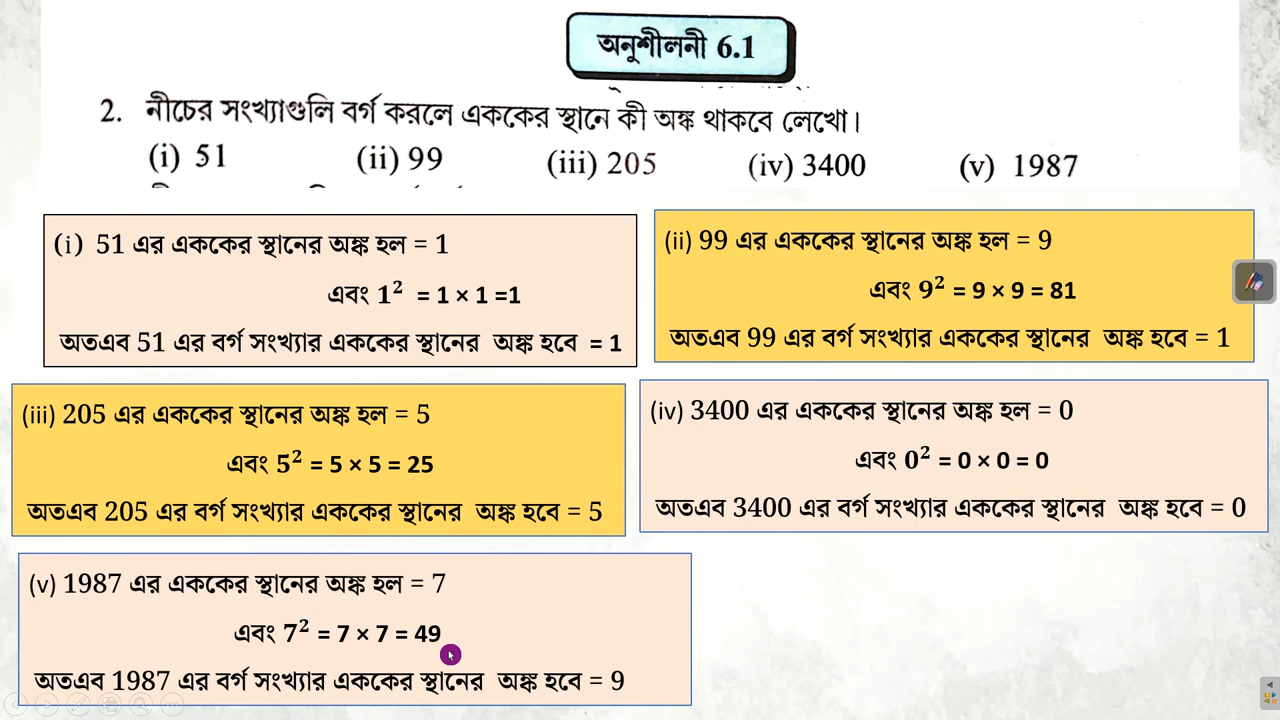 অনুশীলনী 6.1
2. নীচের সংখ্যাগুলি বর্গ করলে এককের স্থানে কী অঙ্ক থাকবে লেখো।
(i) 51 (ii) 99 (iii) 205 (iv) 3400 (v) 1987
(i) 51 এর এককের স্থানের অঙ্ক হল = 1
এবং 1² = 1 × 1 =1
অতএব 51 এর বর্গ সংখ্যার এককের স্থানের অঙ্ক হবে = 1
(ii) 99 এর এককের স্থানের অঙ্ক হল = 9
এবং 9² = 9 × 9 = 81
অতএব 99 এর বর্গ সংখ্যার এককের স্থানের অঙ্ক হবে = 1
(iii) 205 এর এককের স্থানের অঙ্ক হল = 5
এবং 5² = 5 × 5 = 25
অতএব 205 এর বর্গ সংখ্যার এককের স্থানের অঙ্ক হবে = 5
(iv) 3400 এর এককের স্থানের অঙ্ক হল = 0
এবং 0² = 0 × 0 = 0
অতএব 3400 এর বর্গ সংখ্যার এককের স্থানের অঙ্ক হবে = 0
(v) 1987 এর এককের স্থানের অঙ্ক হল = 7
এবং 7² = 7 × 7 = 49
অতএব 1987 এর বর্গ সংখ্যার এককের স্থানের অঙ্ক হবে = 9